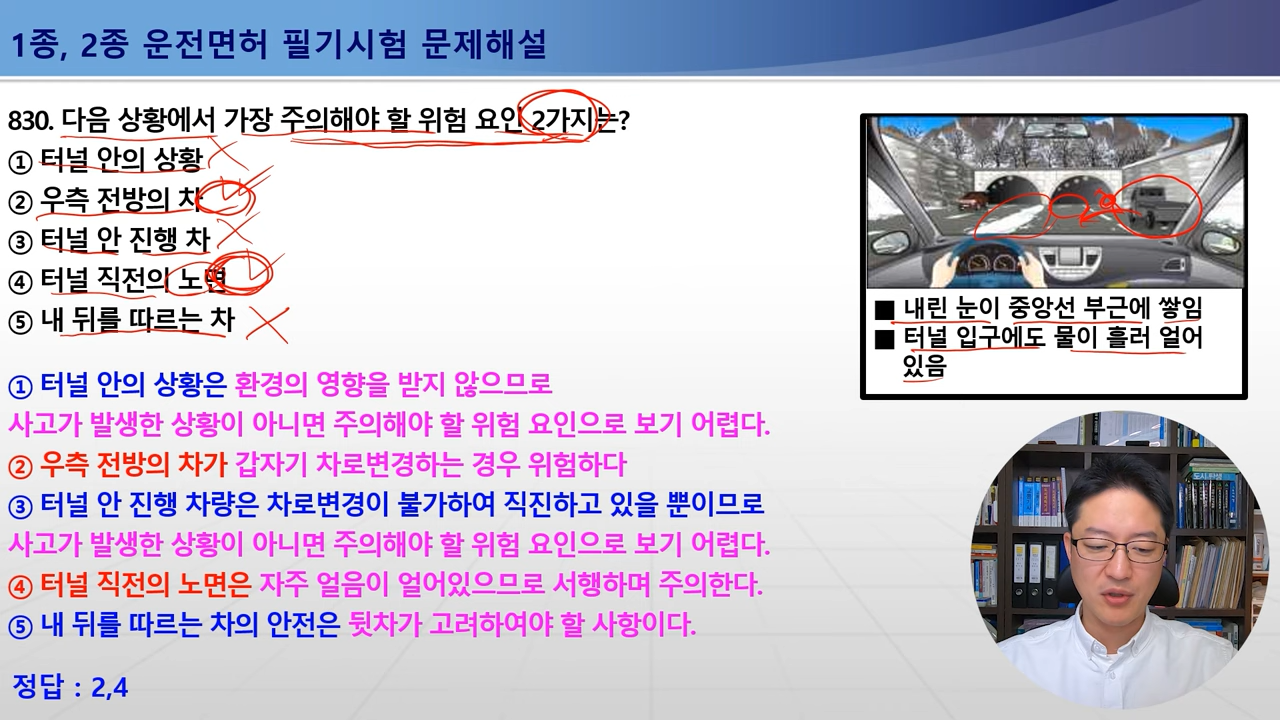 1종, 2종 운전면허 필기시험 문제해설
830. 다음 상황에서 가장 주의해야 할 위험 요인 2가지는?
① 터널 안의 상황
② 우측 전방의 차
③ 터널 안 진행 차
④ 터널 직전의 노면
⑤ 내 뒤를 따르는 차
■ 내린 눈이 중앙선 부근에 쌓임
■ 터널 입구에도 물이 흘러 얼어
있음
① 터널 안의 상황은 환경의 영향을 받지 않으므로
사고가 발생한 상황이 아니면 주의해야 할 위험 요인으로 보기 어렵다.
② 우측 전방의 차가 갑자기 차로변경하는 경우 위험하다
③ 터널 안 진행 차량은 차로변경이 불가하여 직진하고 있을 뿐이므로
사고가 발생한 상황이 아니면 주의해야 할 위험 요인으로 보기 어렵다.
④ 터널 직전의 노면은 자주 얼음이 얼어있으므로 서행하며 주의한다.
⑤ 내 뒤를 따르는 차의 안전은 뒷차가 고려하여야 할 사항이다.
정답 : 2,4